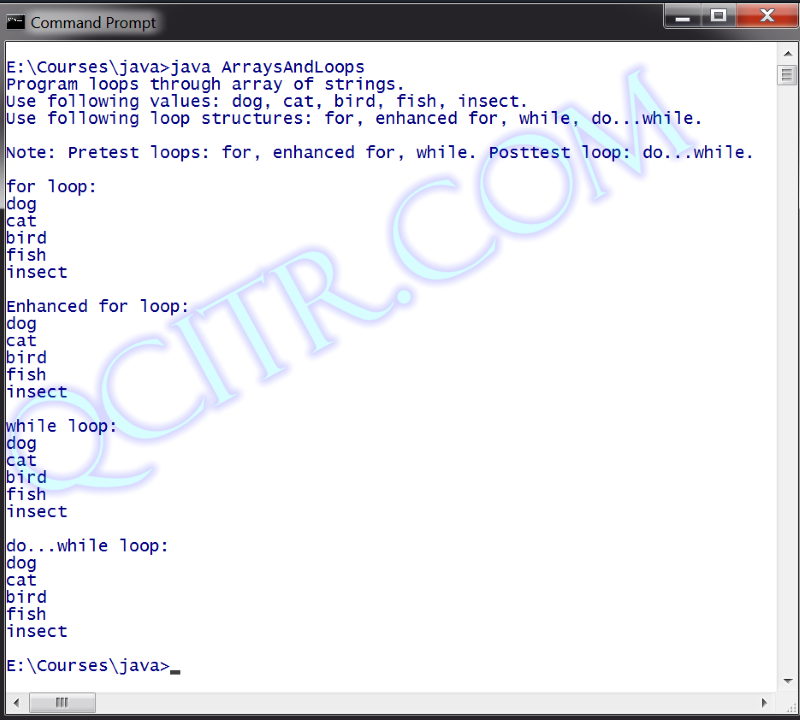 Command Prompt
E:\Courses\java>java ArraysAndLoops
Program loops through array of strings.
Use following values: dog, cat, bird, fish, insect.
Use following loop structures: for, enhanced for, while, do...while.
Note: Pretest loops: for, enhanced for, while. Posttest loop: do...while.
for loop:
dog
cat
bird
fish
insect
Enhanced for loop:
dog
cat
bird
fish
insect
while loop:
dog
cat
bird
fish
insect
do...while loop:
dog
cat
bird
fish
insect
E:\Courses\java>_
QCITR.COM